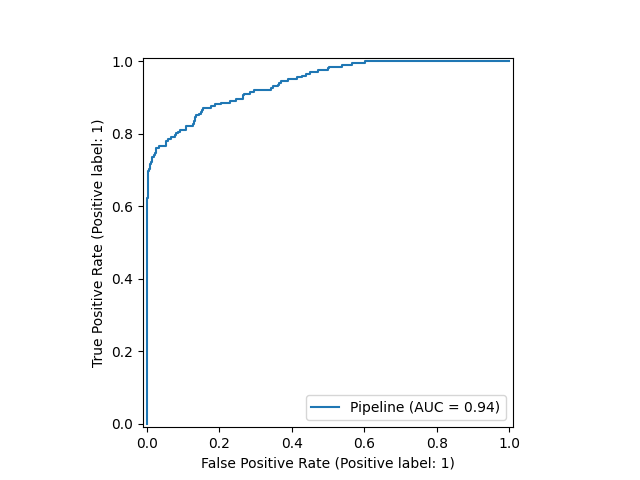 1.0
0.8
0.6
0.4
0.2
0.0
True Positive Rate (Positive label: 1)
Pipeline (AUC = 0.94)
0.0 0.2 0.4 0.6 0.8 1.0
False Positive Rate (Positive label: 1)